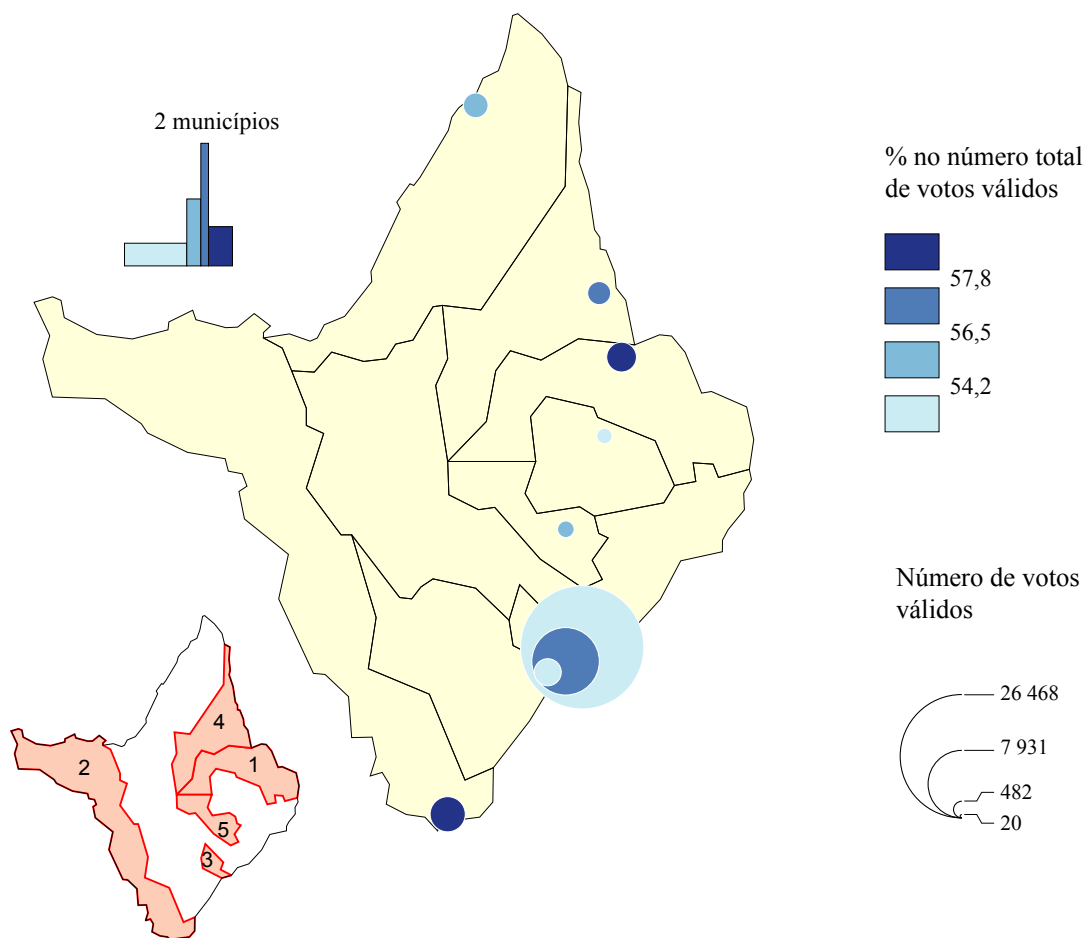 2 municípios
% no número total
de votos válidos
57,8
56,5
54,2
Número de votos
válidos
26 468
7 931
482
20
4
1
2
5
3